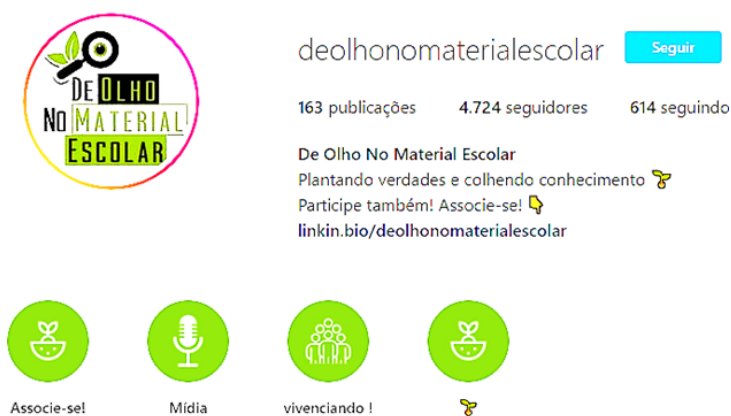 DE OLHO
NO MATERIAL
ESCOLAR
deolhonomaterialescolar Seguir
163 publicações 4.724 seguidores 614 seguindo
De Olho No Material Escolar
Plantando verdades e colhendo conhecimento 🌱
Participe também! Associe-se! 👇
linkin.bio/deolhonomaterialescolar
Associe-se! Mídia vivenciando ! 🌱